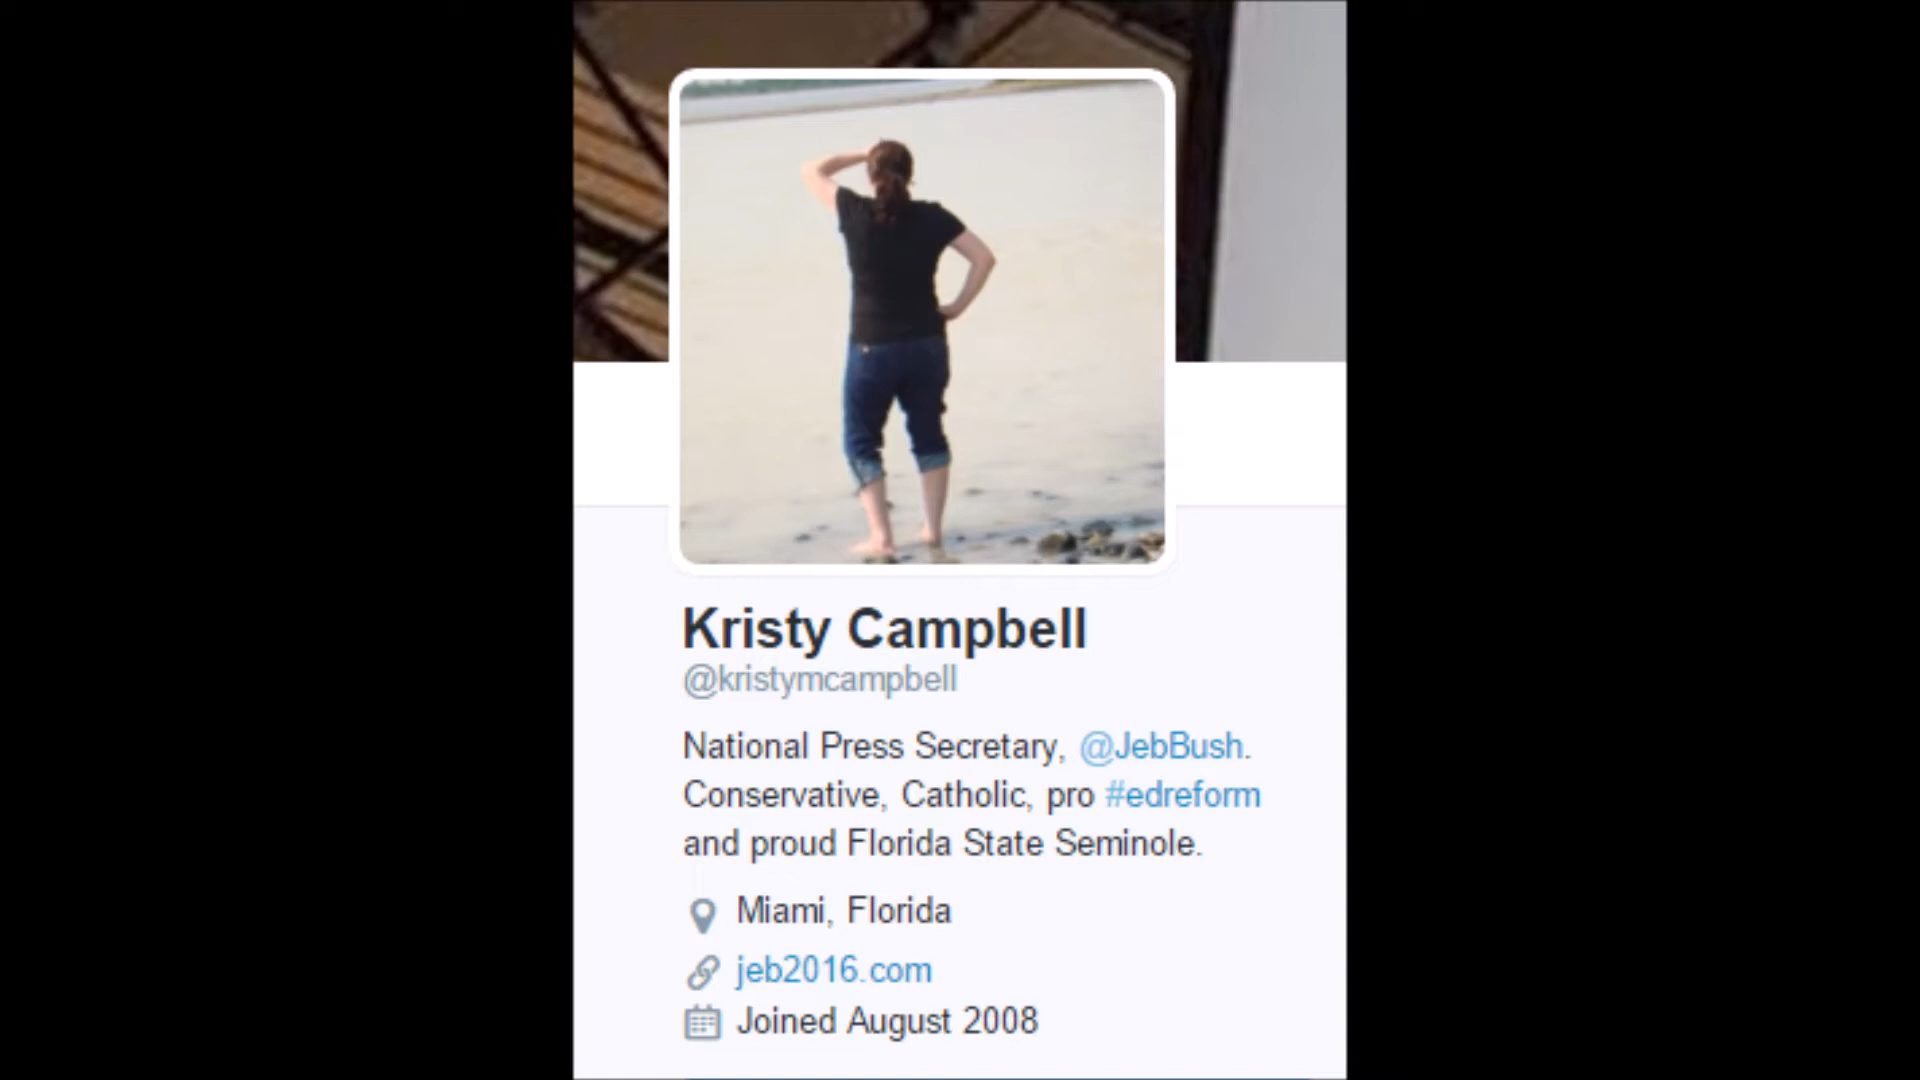 Kristy Campbell
@kristymcampbell
National Press Secretary, @JebBush.
Conservative, Catholic, pro #edreform
and proud Florida State Seminole.
Miami, Florida
jeb2016.com
Joined August 2008